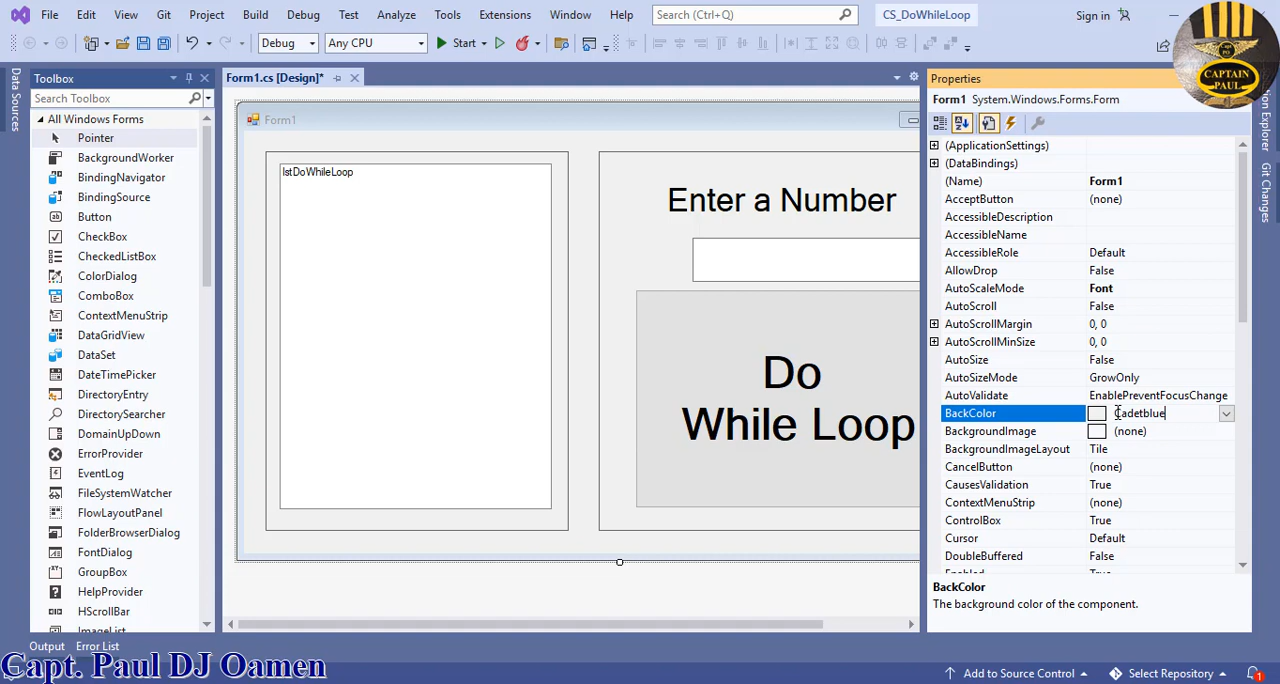 File Edit View Git Project Build Debug Test Analyze Tools Extensions Window Help Search (Ctrl+Q) CS_DoWhileLoop Sign in
Debug Any CPU Start
CAPTAIN
PAUL
Data Sources
Toolbox
Search Toolbox
All Windows Forms
Pointer
BackgroundWorker
BindingNavigator
BindingSource
Button
CheckBox
CheckedListBox
ColorDialog
ComboBox
ContextMenuStrip
DataGridView
DataSet
DateTimePicker
DirectoryEntry
DirectorySearcher
DomainUpDown
ErrorProvider
EventLog
FileSystemWatcher
FlowLayoutPanel
FolderBrowserDialog
FontDialog
GroupBox
HelpProvider
HScrollBar
ImageList
Output Error List
Form1.cs [Design]*
Form1
lstDoWhileLoop
Enter a Number
Do
While Loop
Properties
Form1 System.Windows.Forms.Form
(ApplicationSettings)
(DataBindings)
(Name) Form1
AcceptButton (none)
AccessibleDescription
AccessibleName
AccessibleRole Default
AllowDrop False
AutoScaleMode Font
AutoScroll False
AutoScrollMargin 0, 0
AutoScrollMinSize 0, 0
AutoSize False
AutoSizeMode GrowOnly
AutoValidate EnablePreventFocusChange
BackColor Cadetblue
BackgroundImage (none)
BackgroundImageLayout Tile
CancelButton (none)
CausesValidation True
ContextMenuStrip (none)
ControlBox True
Cursor Default
DoubleBuffered False
Enabled True
BackColor
The background color of the component.
Git Changes
Capt. Paul DJ Oamen
Add to Source Control Select Repository 1